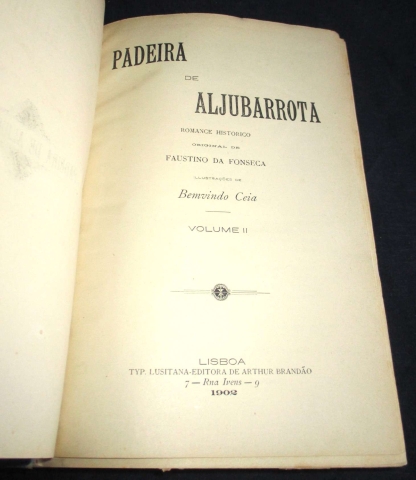 PADEIRA
DE
ALJUBARROTA
ROMANCE HISTORICO
ORIGINAL DE
FAUSTINO DA FONSECA
ILLUSTRAÇÕES DE
Bemvindo Ceia
VOLUME II
LISBOA
TYP. LUSITANA-EDITORA DE ARTHUR BRANDÃO
7 — Rua Ivens — 9
1902